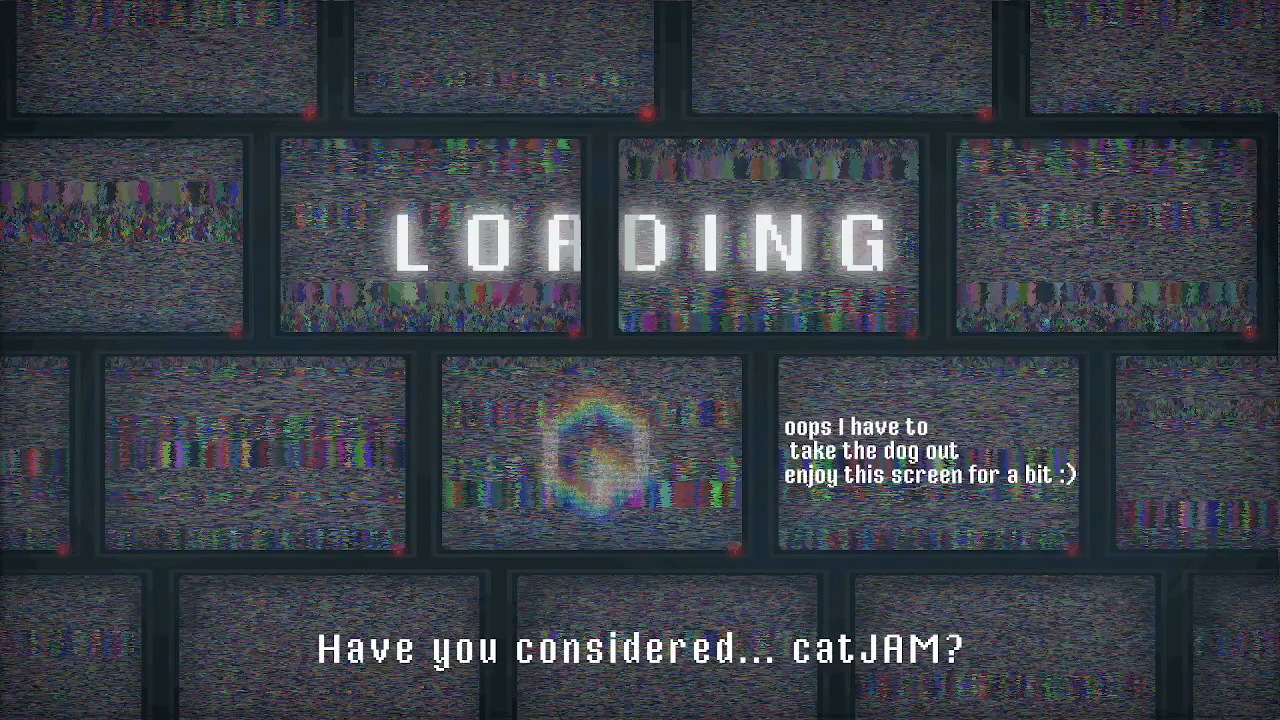 LOADING
oops I have to
take the dog out
enjoy this screen for a bit :)
Have you considered... catJAM?